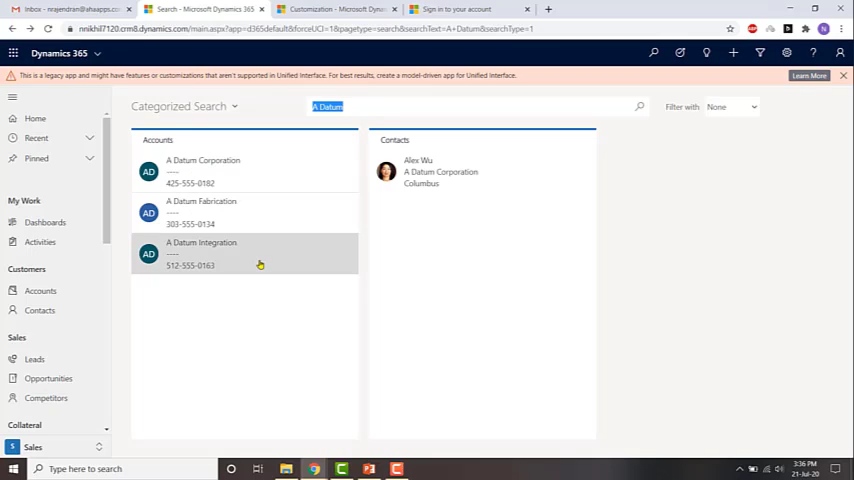 Inbox - nrajendran@ahaapps.c...
Search - Microsoft Dynamics 365
Customization - Microsoft Dyn...
Sign in to your account
nnikhil7120.crm8.dynamics.com/main.aspx?app=d365default&forceUCI=1&pagetype=search&searchText=A+Datum&searchType=1
Dynamics 365
This is a legacy app and might have features or customizations that aren't supported in Unified Interface. For best results, create a model-driven app for Unified Interface.
Learn More
Categorized Search
A Datum
Filter with
None
Home
Recent
Pinned
My Work
Dashboards
Activities
Customers
Accounts
Contacts
Sales
Leads
Opportunities
Competitors
Collateral
S Sales
Accounts
AD
A Datum Corporation
----
425-555-0182
AD
A Datum Fabrication
----
303-555-0134
AD
A Datum Integration
----
512-555-0163
Contacts
Alex Wu
A Datum Corporation
Columbus
Type here to search
3:36 PM
21-Jul-20